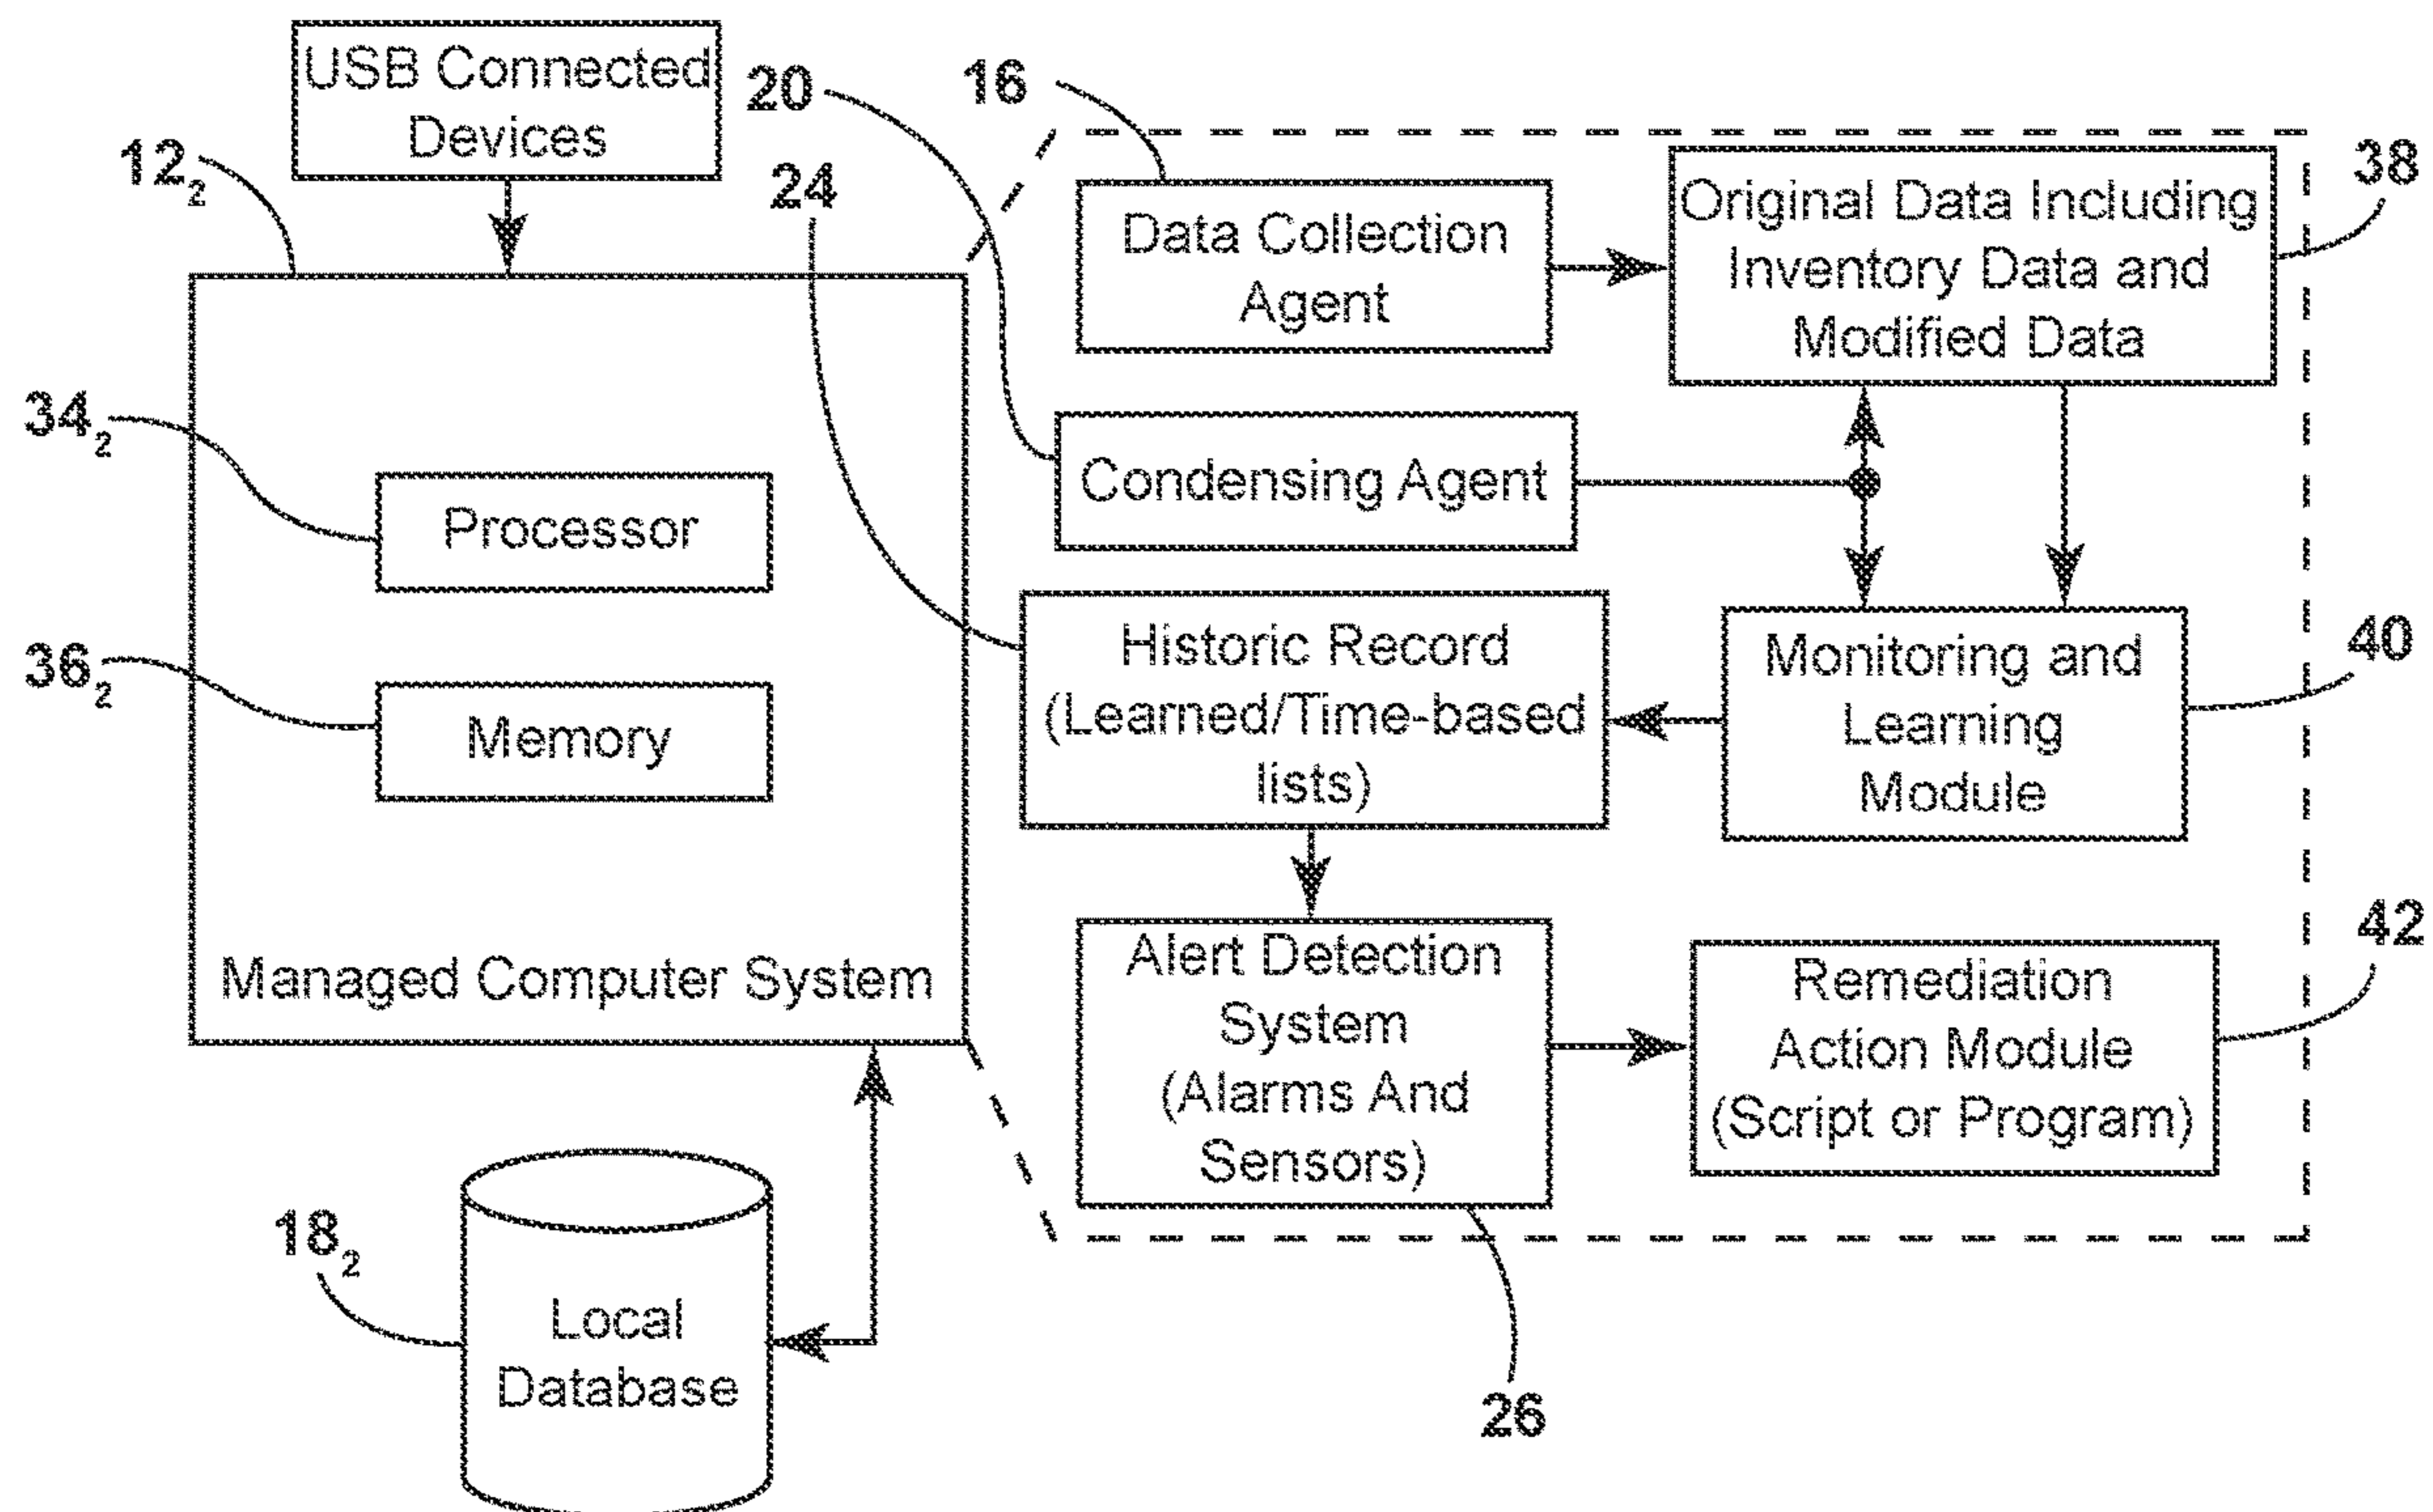 USB Connected
Devices
20
16
12₂
24
38
Data Collection
Agent
Original Data Including
Inventory Data and
Modified Data
34₂
Condensing Agent
Processor
36₂
Memory
Historic Record
(Learned/Time-based
lists)
Monitoring and
Learning
Module
40
Managed Computer System
Alert Detection
System
(Alarms And
Sensors)
Remediation
Action Module
(Script or Program)
42
18₂
Local
Database
26